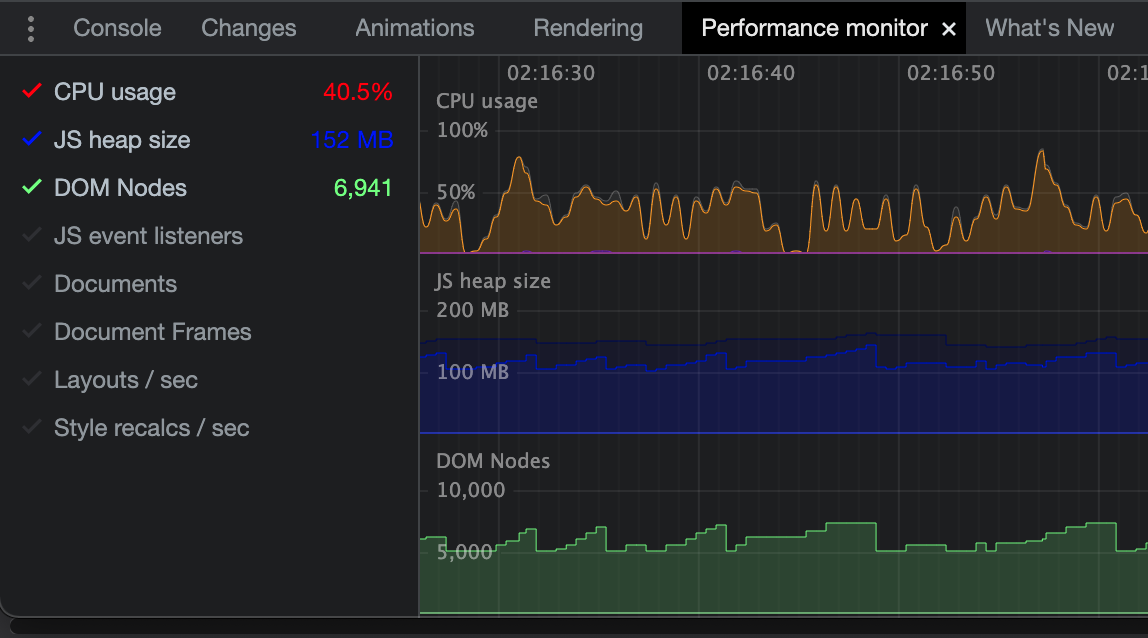 Console Changes Animations Rendering Performance monitor × What's New
CPU usage 40.5%
JS heap size 152 MB
DOM Nodes 6,941
JS event listeners
Documents
Document Frames
Layouts / sec
Style recalcs / sec
02:16:30 02:16:40 02:16:50 02:1
CPU usage
100%
50%
JS heap size
200 MB
100 MB
DOM Nodes
10,000
5,000